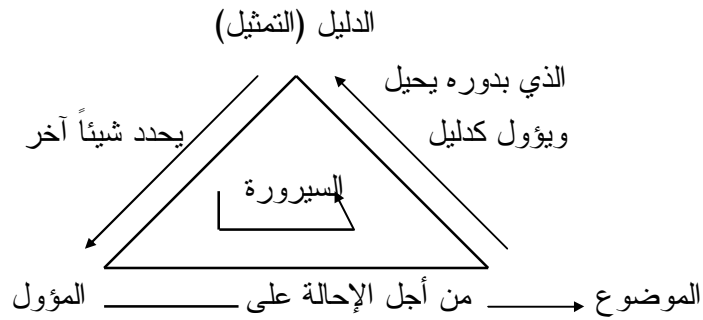 الدليل (التمثيل)
الذي بدوره يحيل
يحدد شيئاً آخر
ويؤول كدليل
السيرورة
المؤول من أجل الإحالة على الموضوع